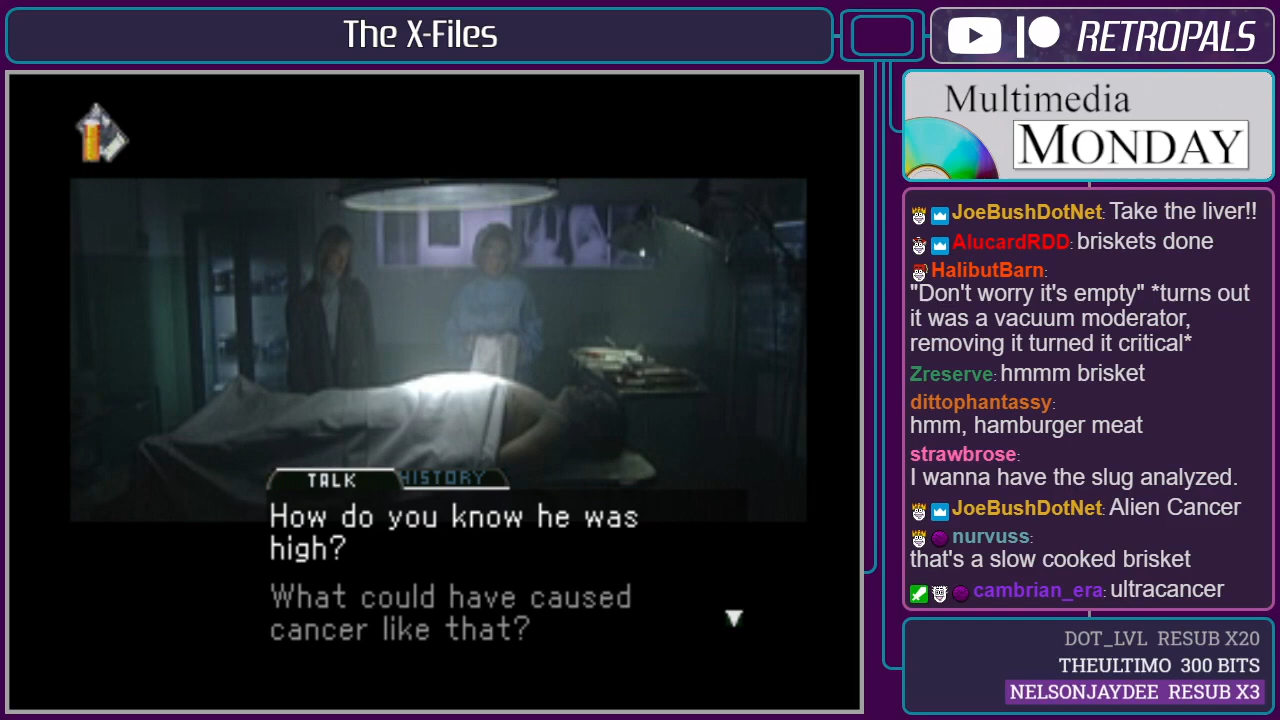 The X-Files
RETROPALS
Multimedia
MONDAY
JoeBushDotNet: Take the liver!!
AlucardRDD: briskets done
HalibutBarn:
"Don't worry it's empty" *turns out
it was a vacuum moderator,
removing it turned it critical*
Zreserve: hmmm brisket
dittophantassy:
hmm, hamburger meat
strawbrose:
I wanna have the slug analyzed.
JoeBushDotNet: Alien Cancer
nurvuss:
that's a slow cooked brisket
cambrian_era: ultracancer
TALK HISTORY
How do you know he was
high?
What could have caused
cancer like that?
DOT_LVL RESUB X20
THEULTIMO 300 BITS
NELSONJAYDEE RESUB X3